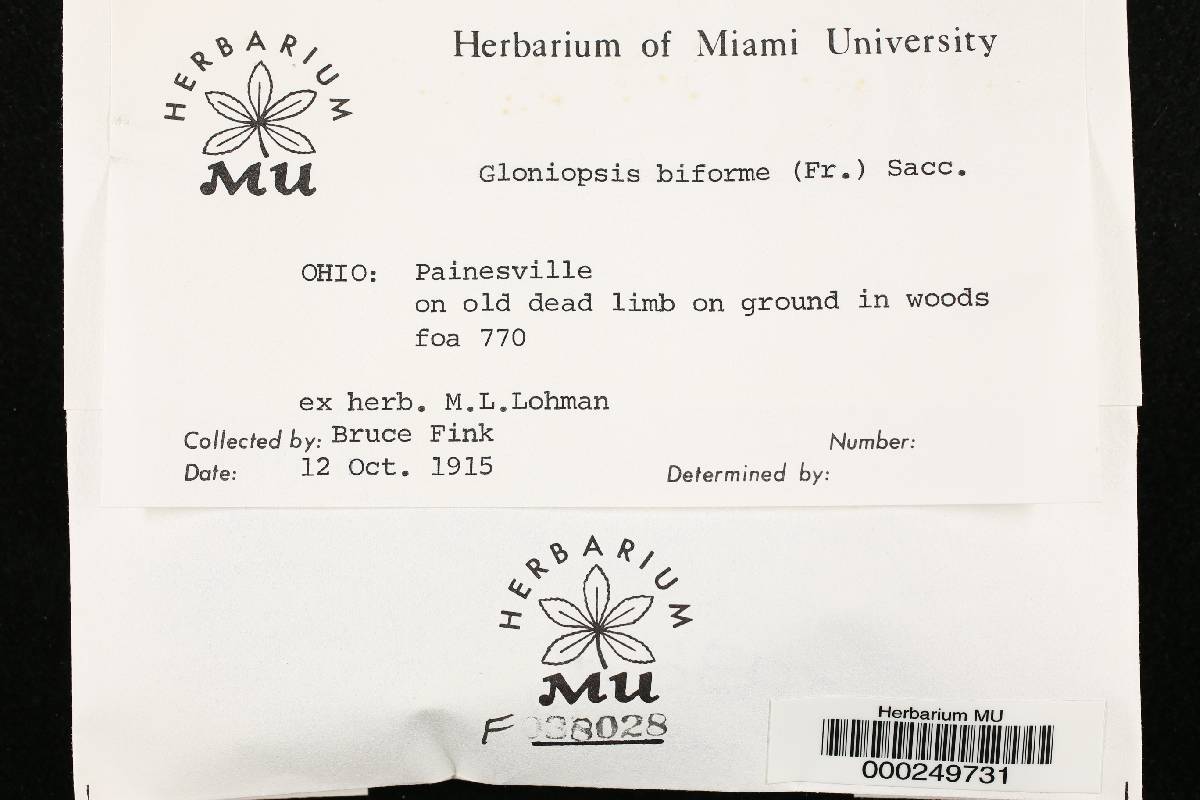 HERBARIUM
MU
Herbarium of Miami University
Gloniopsis biforme (Fr.) Sacc.
OHIO: Painesville
on old dead limb on ground in woods
foa 770
ex herb. M.L.Lohman
Collected by: Bruce Fink
Number:
Date: 12 Oct. 1915
Determined by:
HERBARIUM
MU
F 038028
Herbarium MU
000249731